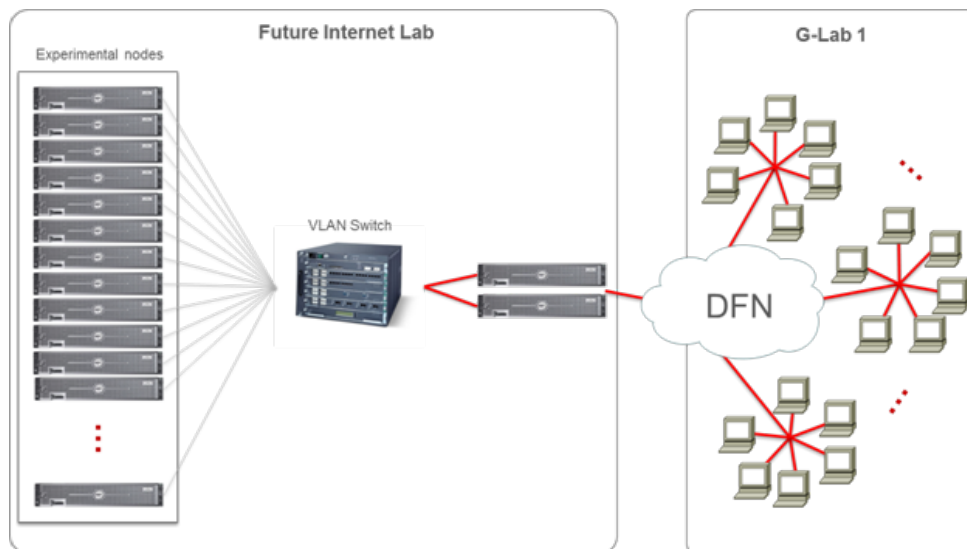 Future Internet Lab
G-Lab 1
Experimental nodes
VLAN Switch
DFN